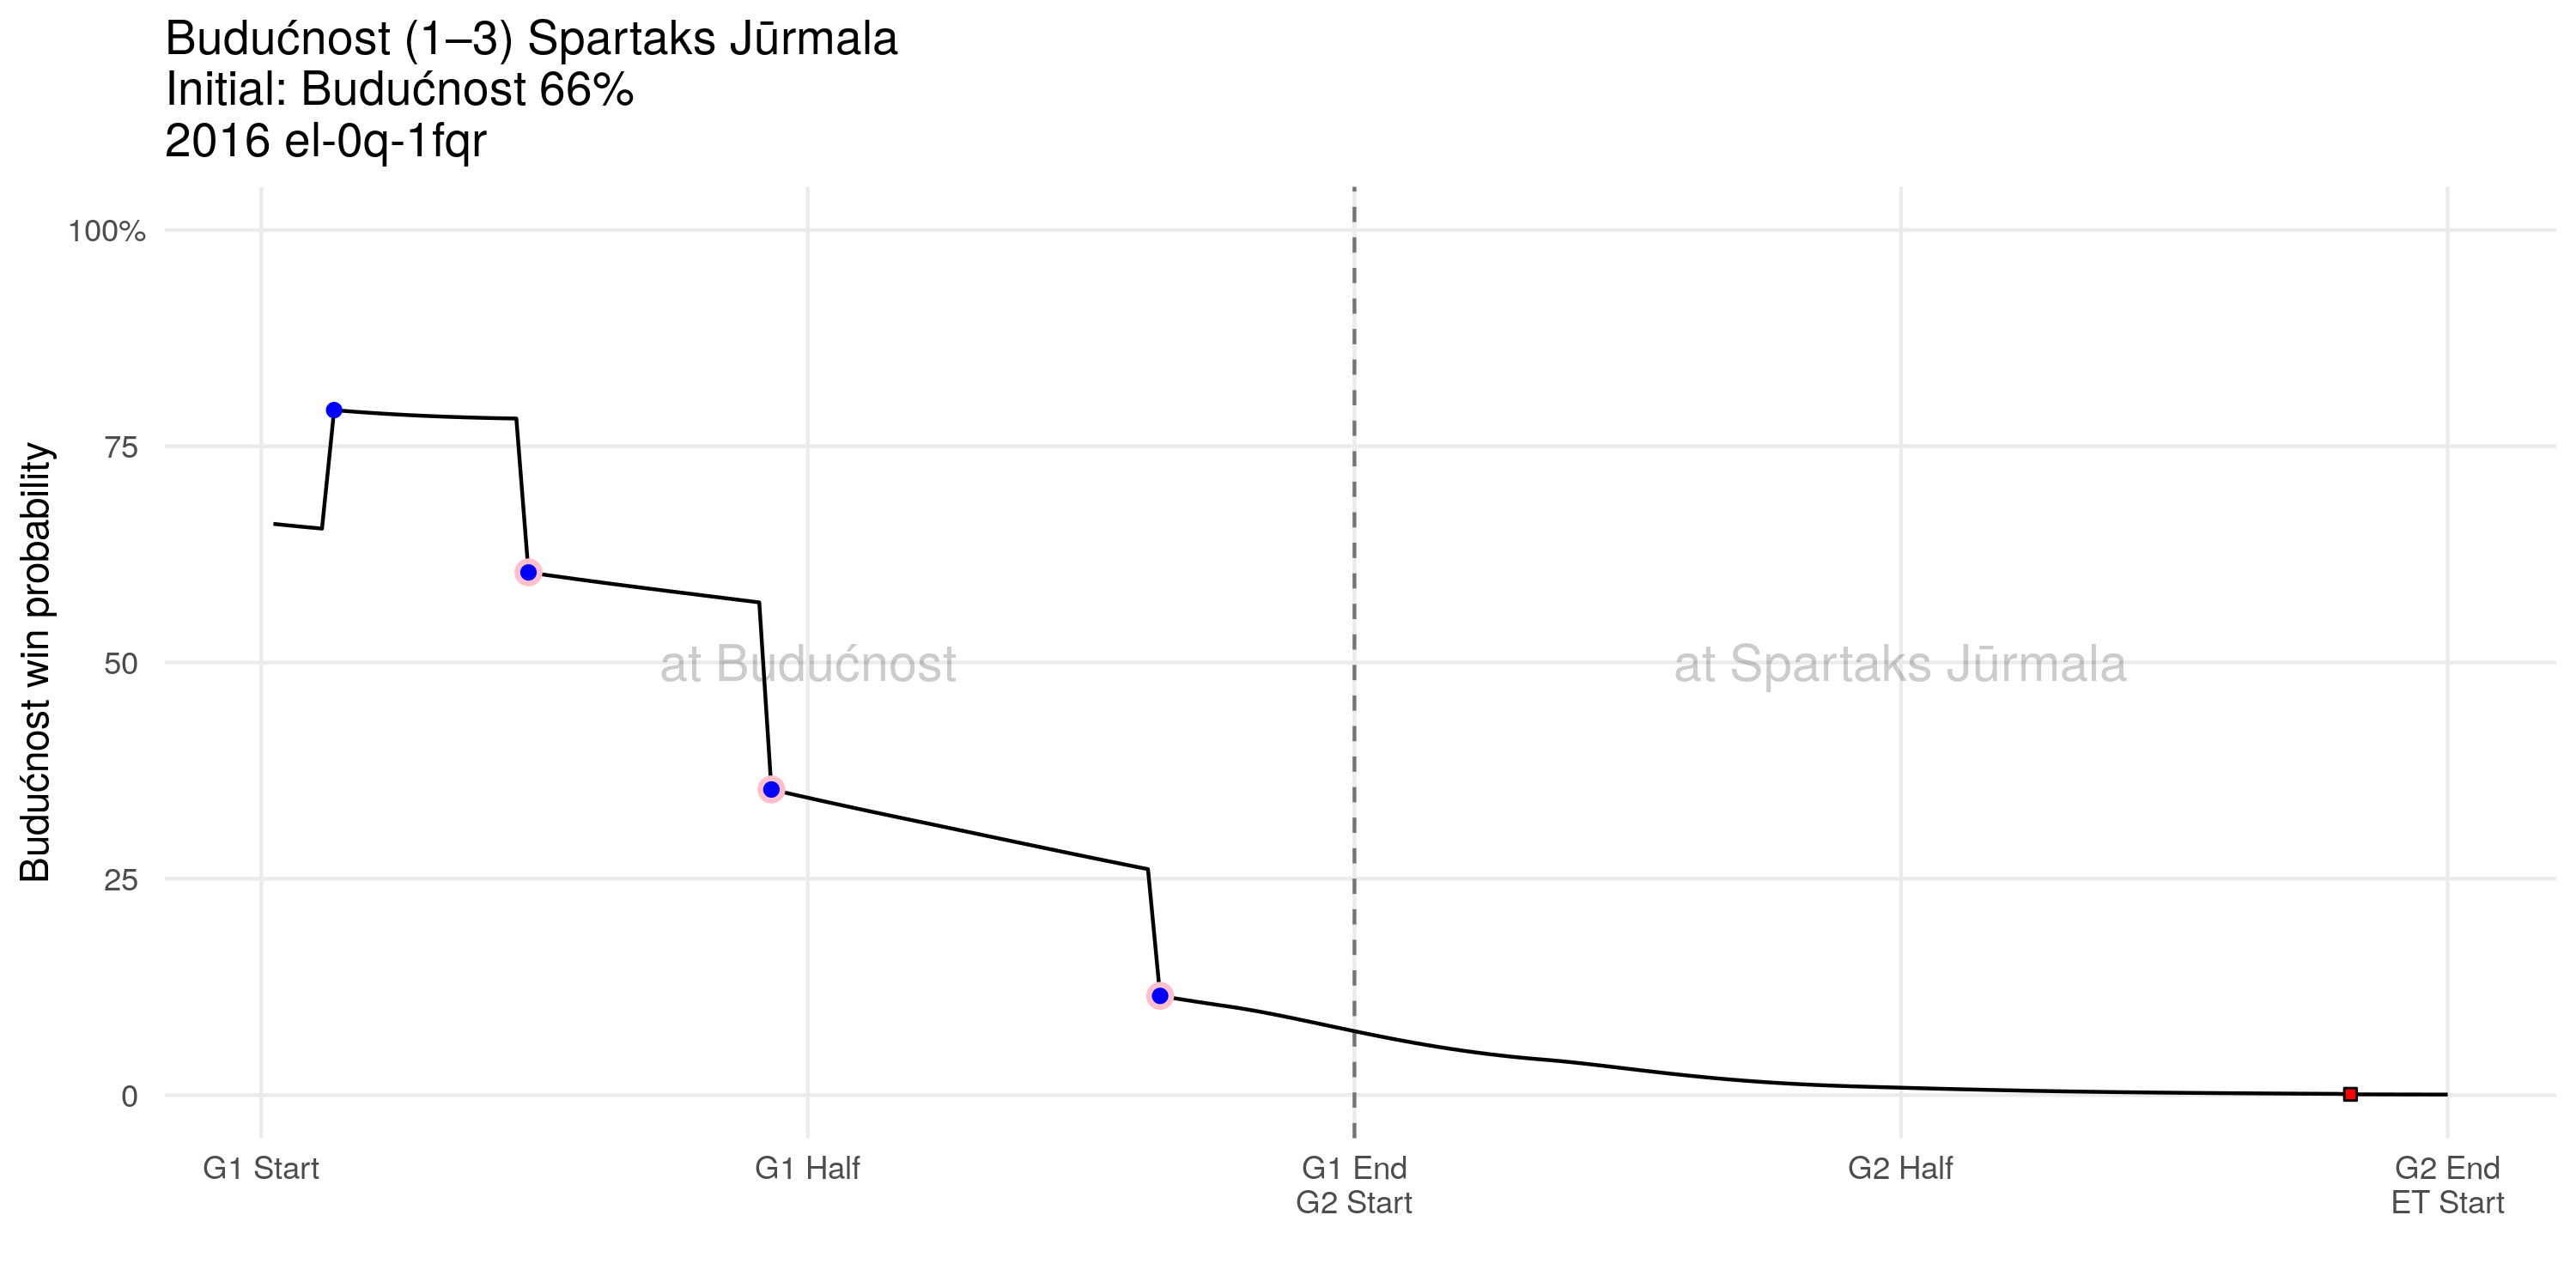 Budućnost (1–3) Spartaks Jūrmala
Initial: Budućnost 66%
2016 el-0q-1fqr
Budućnost win probability
100%
75
50
25
0
at Budućnost
at Spartaks Jūrmala
G1 Start
G1 Half
G1 End
G2 Start
G2 Half
G2 End
ET Start